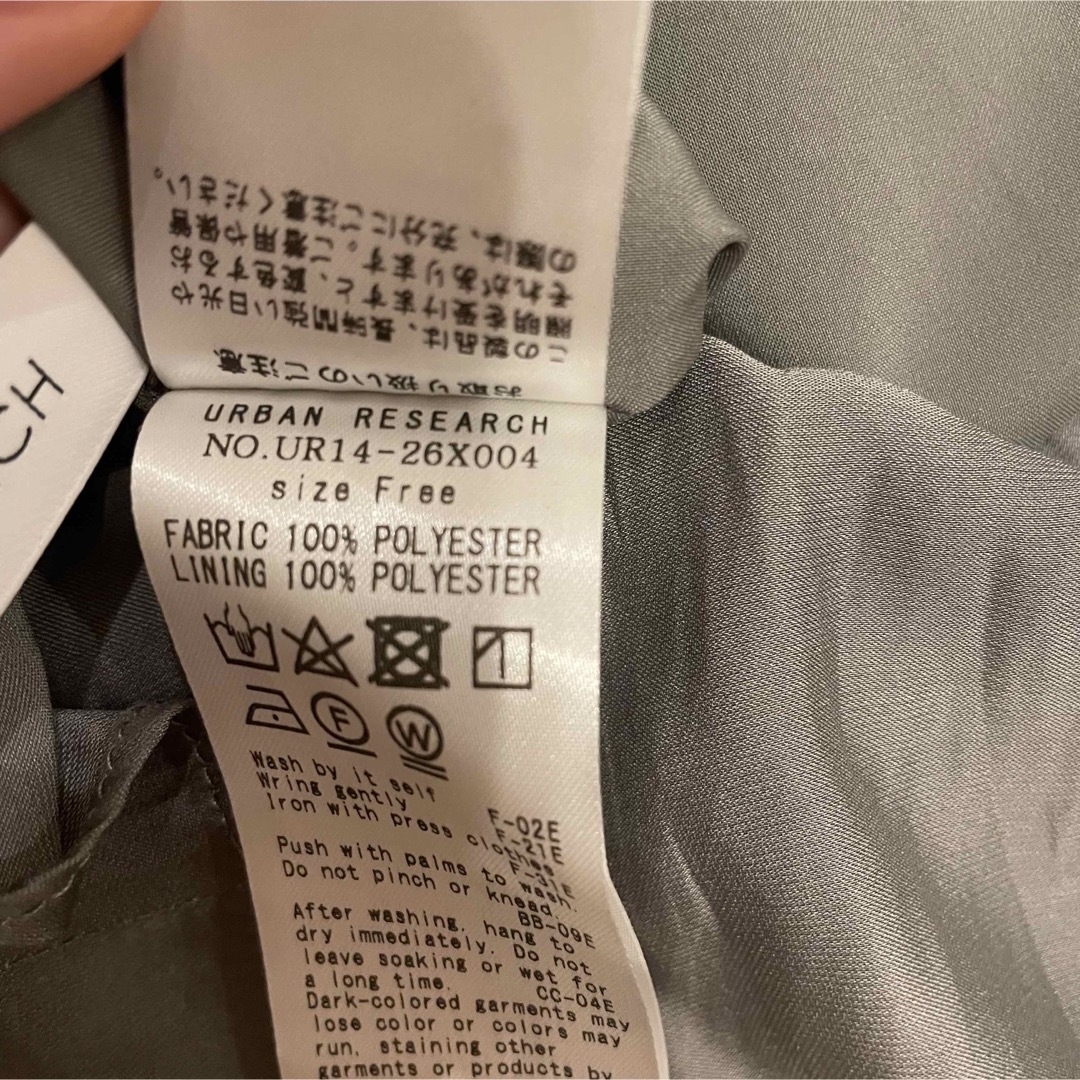 お取り扱いのご注意
この製品は、長時間強い日光や
照明を受けますと、変色するお
それがあります。ご着用や保管
の際は、充分にご注意ください。
CH
URBAN RESEARCH
NO.UR14-26X004
size Free
FABRIC 100% POLYESTER
LINING 100% POLYESTER
F
W
Wash by it self
Wring gently
Iron with press clothes
F-02E
F-21E
F-31E
Push with palms to wash.
Do not pinch or knead.
BB-09E
After washing, hang to
dry immediately. Do not
leave soaking or wet for
a long time.
CC-04E
Dark-colored garments may
lose color or colors may
run, staining other
garments or products by